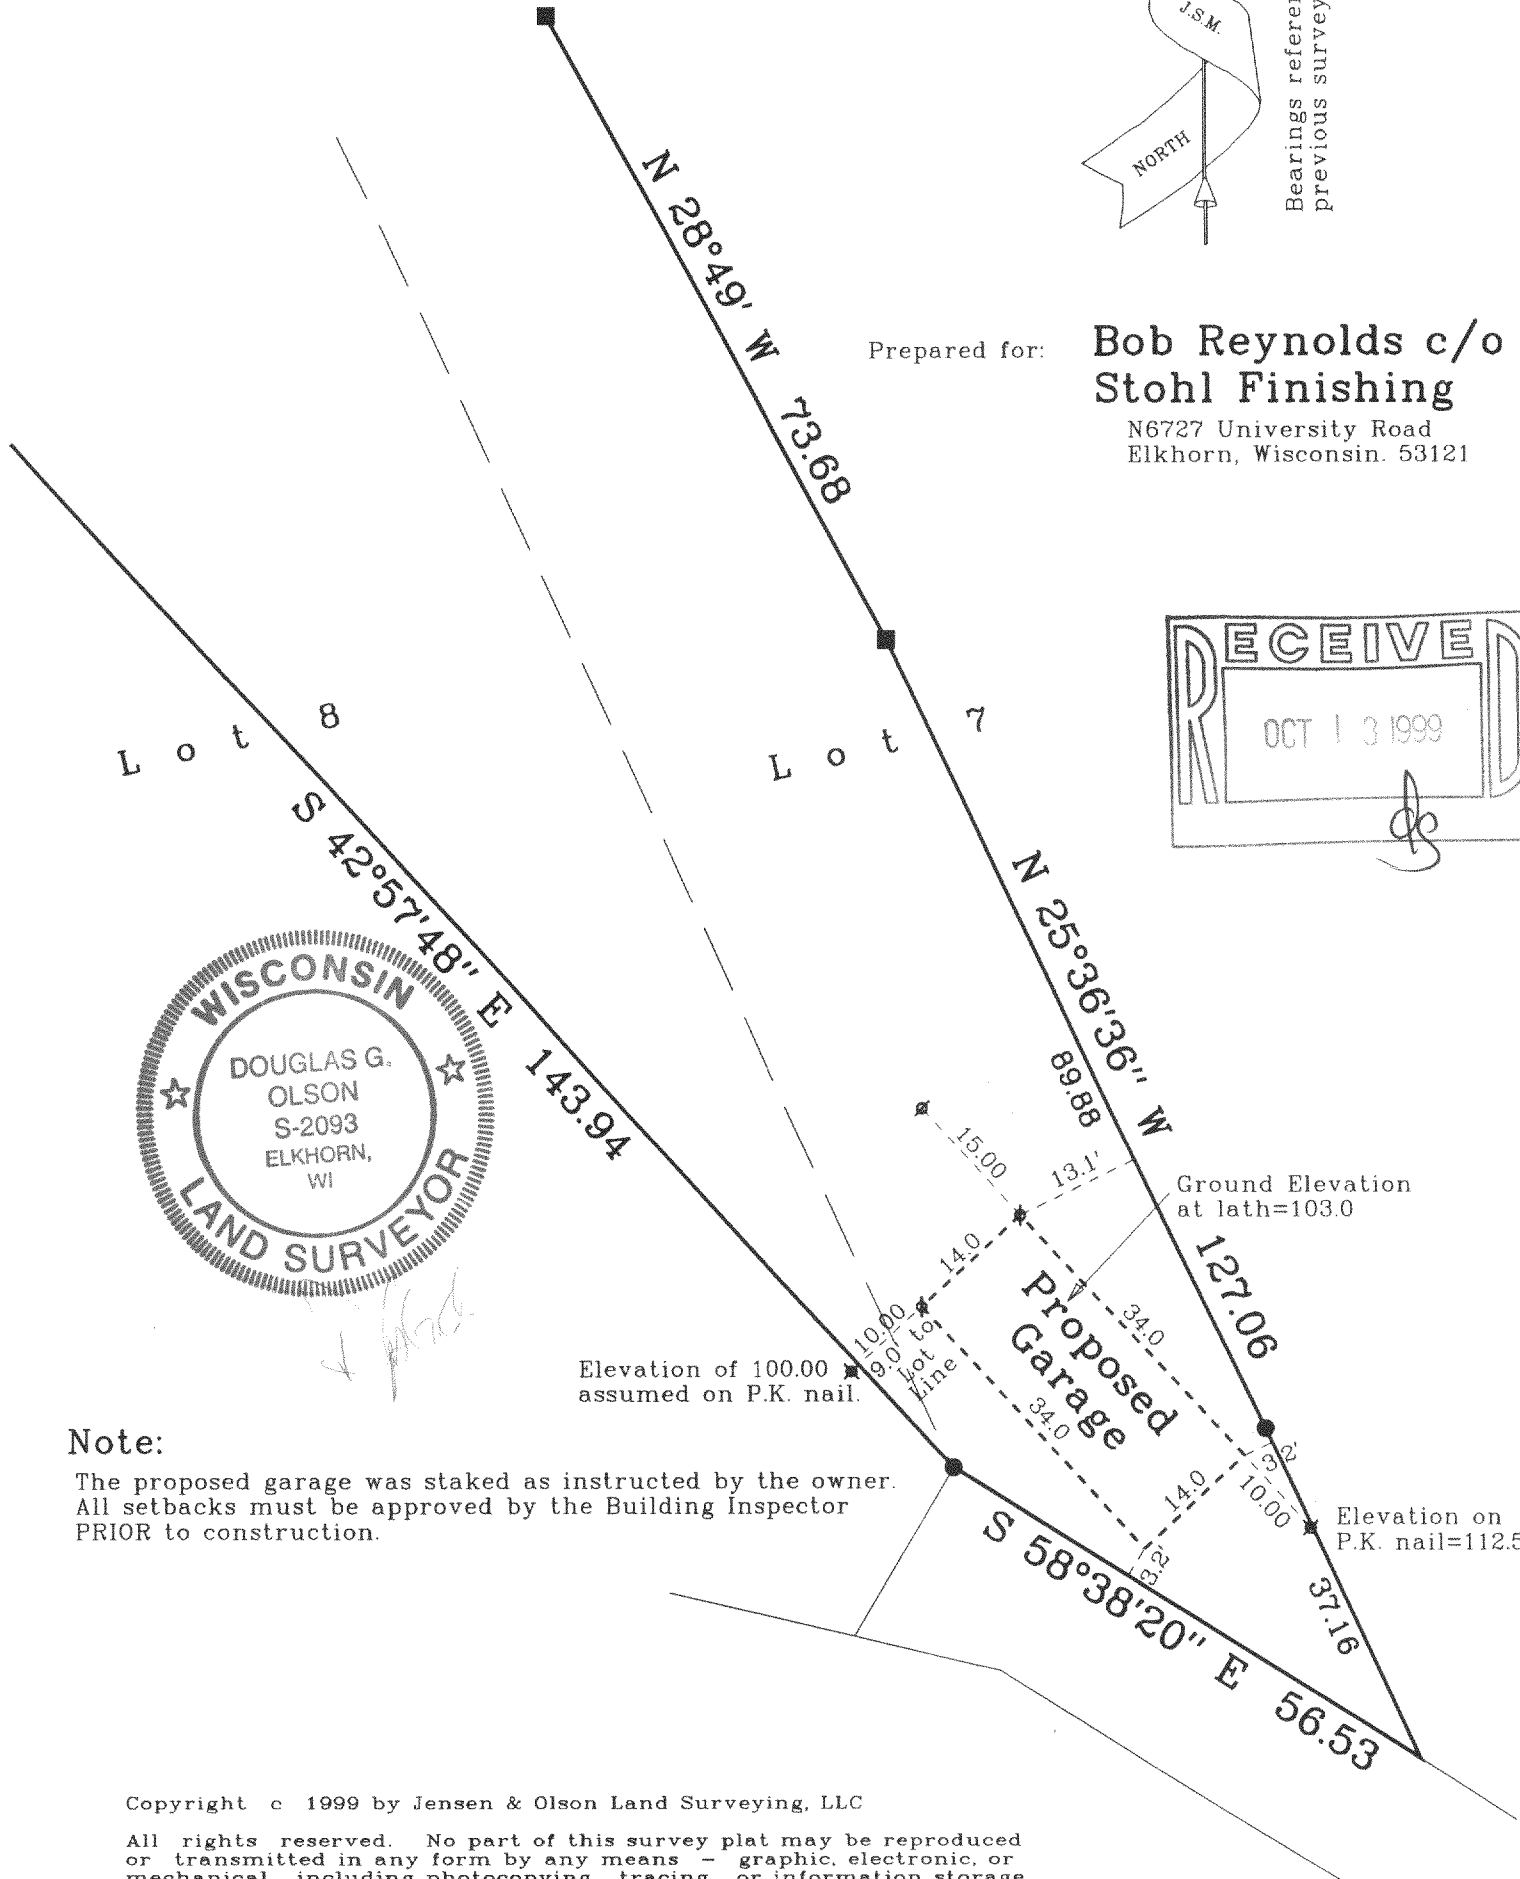 J.S.M.
NORTH
Bearings
previous survey
N 28°49' W 73.68
Prepared for:
Bob Reynolds c/o
Stohl Finishing
N6727 University Road
Elkhorn, Wisconsin. 53121
RECEIVED
OCT 13 1999
Lot 8
Lot 7
S 42°57'48" E 143.94
N 25°36'36" W 127.06
89.88
WISCONSIN
DOUGLAS G.
OLSON
S-2093
ELKHORN,
WI
LAND SURVEYOR
15.00
13.1'
Ground Elevation
at lath=103.0
14.0
Proposed
Garage
34.0
10.00
9.0' to
Lot
Line
34.0
Elevation of 100.00
assumed on P.K. nail.
3.2'
14.0
10.00
Elevation on
P.K. nail=112.5
3.2'
37.16
S 58°38'20" E 56.53
Note:
The proposed garage was staked as instructed by the owner.
All setbacks must be approved by the Building Inspector
PRIOR to construction.
Copyright c 1999 by Jensen & Olson Land Surveying, LLC
All rights reserved. No part of this survey plat may be reproduced
or transmitted in any form by any means – graphic, electronic, or
mechanical, including photocopying, tracing, or information storage